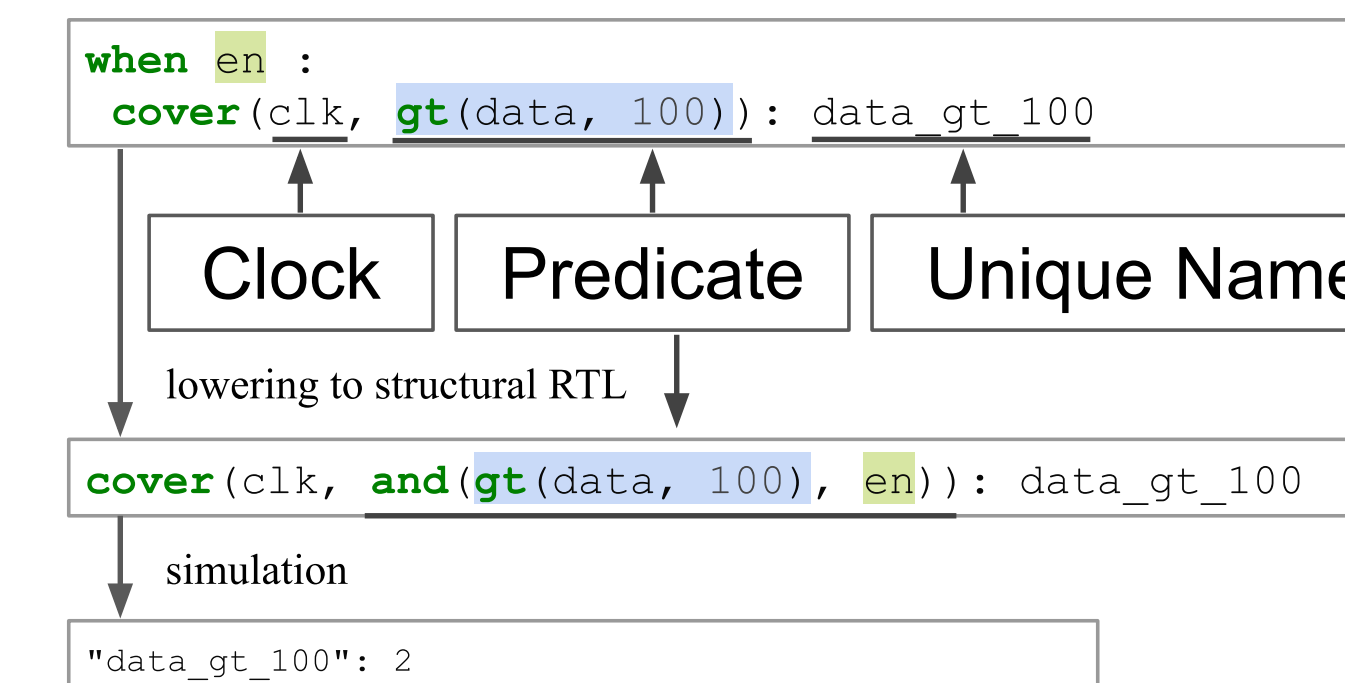 when en :
cover(clk, gt(data, 100)): data_gt_100
Clock
Predicate
Unique Name
lowering to structural RTL
cover(clk, and(gt(data, 100), en)): data_gt_100
simulation
"data_gt_100": 2